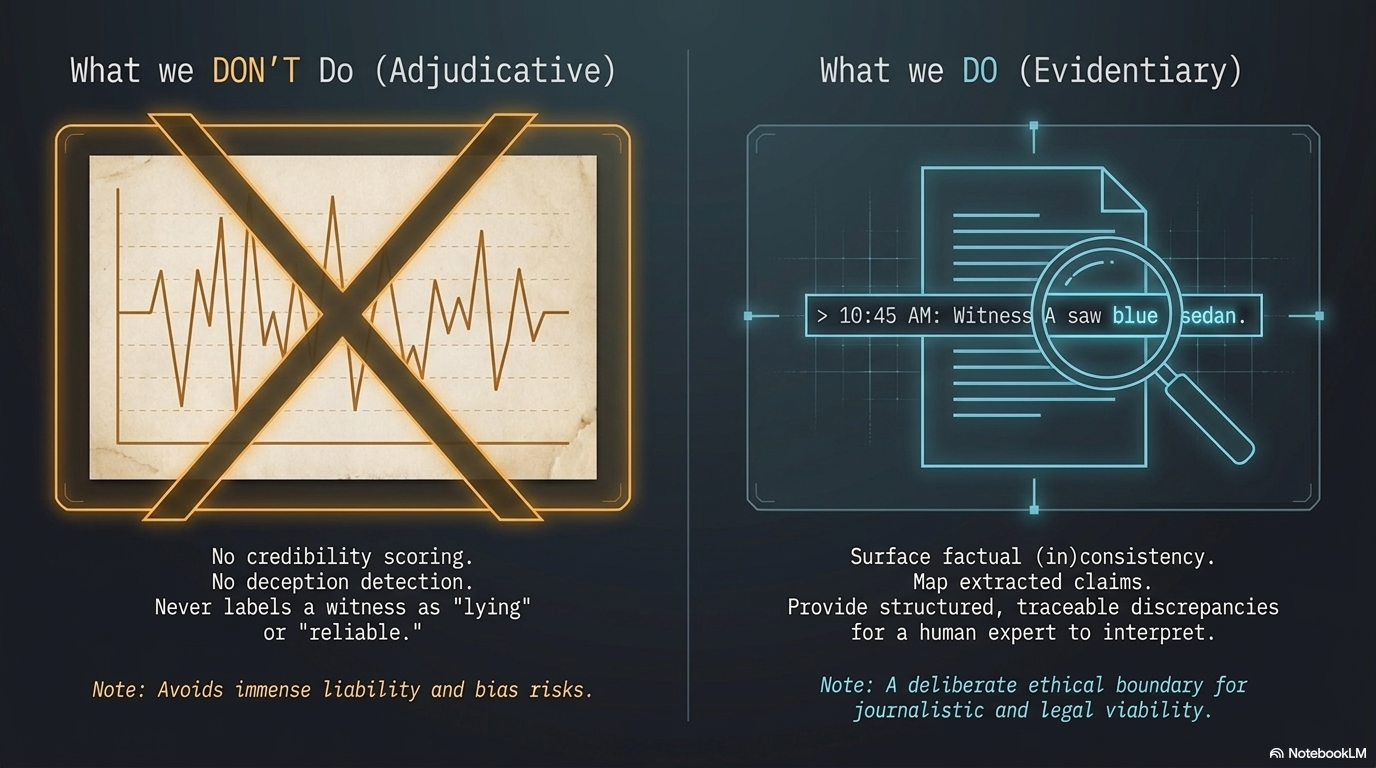 What we DON'T Do (Adjudicative)
No credibility scoring.
No deception detection.
Never labels a witness as "lying"
or "reliable."
Note: Avoids immense liability and bias risks.
What we DO (Evidentiary)
> 10:45 AM: Witness A saw blue sedan.
Surface factual (in)consistency.
Map extracted claims.
Provide structured, traceable discrepancies
for a human expert to interpret.
Note: A deliberate ethical boundary for
journalistic and legal viability.
NotebookLM